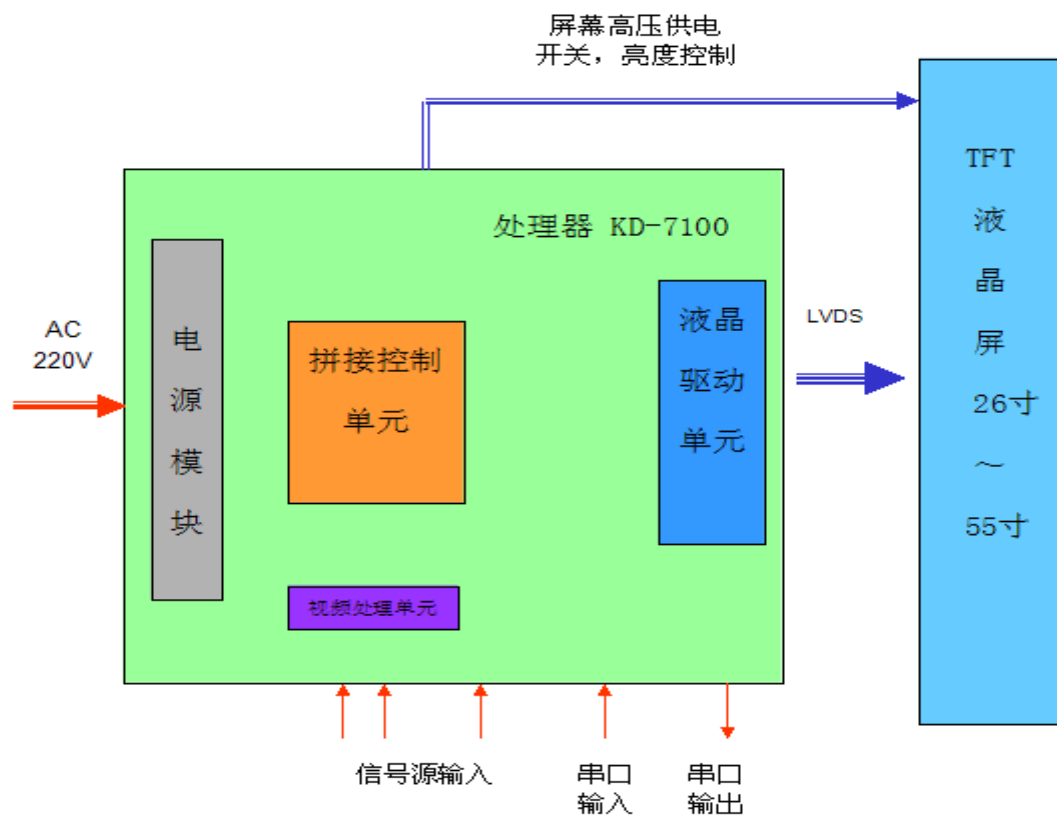 屏幕高压供电
开关，亮度控制
处理器 KD-7100
AC
220V
电
源
模
块
拼接控制
单元
液晶
驱动
单元
视频处理单元
LVDS
TFT
液
晶
屏
26寸
～
55寸
信号源输入
串口
输入
串口
输出